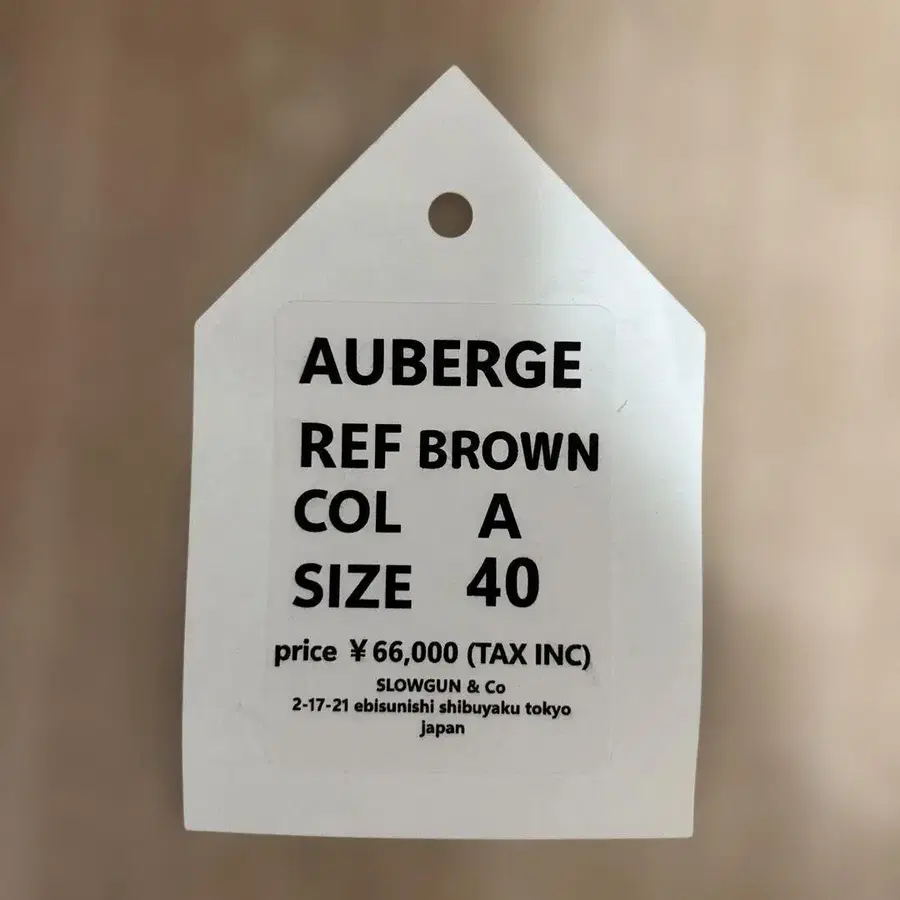 AUBERGE
REF BROWN
COL A
SIZE 40
price ¥66,000 (TAX INC)
SLOWGUN & Co
2-17-21 ebisunishi shibuyaku tokyo
japan